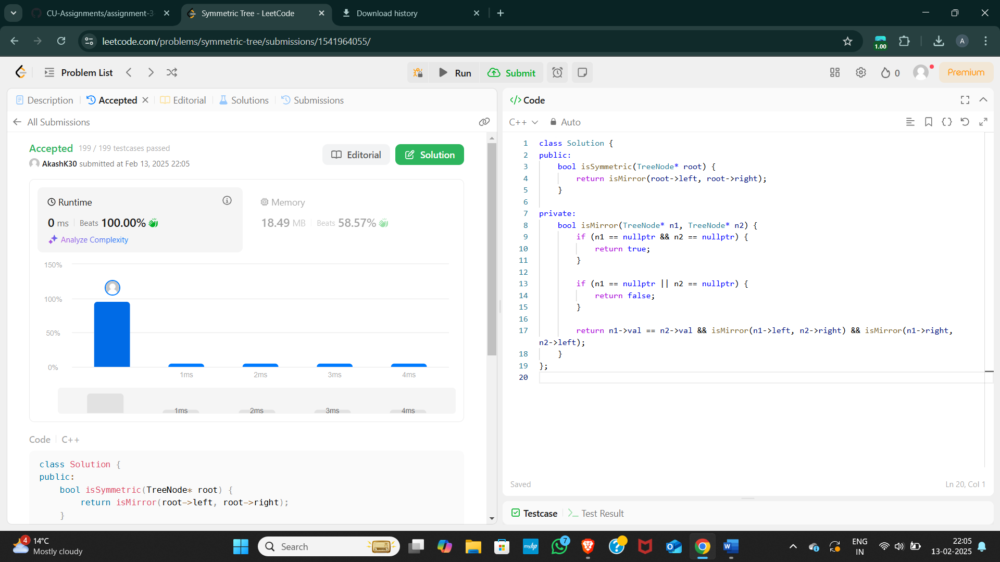 CU-Assignments/assignment-3
Symmetric Tree - LeetCode
Download history
leetcode.com/problems/symmetric-tree/submissions/1541964055/
1.00
A
Problem List
Run
Submit
0
Premium
Description
Accepted
Editorial
Solutions
Submissions
All Submissions
Accepted 199 / 199 testcases passed
AkashK30 submitted at Feb 13, 2025 22:05
Editorial
Solution
Runtime
0 ms Beats 100.00%
Analyze Complexity
Memory
18.49 MB Beats 58.57%
150%
100%
50%
0%
1ms 2ms 3ms 4ms
1ms 2ms 3ms 4ms
Code C++
class Solution {
public:
    bool isSymmetric(TreeNode* root) {
        return isMirror(root->left, root->right);
    }
</> Code
C++ Auto
1 class Solution {
2 public:
3     bool isSymmetric(TreeNode* root) {
4         return isMirror(root->left, root->right);
5     }
6
7 private:
8     bool isMirror(TreeNode* n1, TreeNode* n2) {
9         if (n1 == nullptr && n2 == nullptr) {
10             return true;
11         }
12
13         if (n1 == nullptr || n2 == nullptr) {
14             return false;
15         }
16
17         return n1->val == n2->val && isMirror(n1->left, n2->right) && isMirror(n1->right,
n2->left);
18     }
19 };
20
Saved
Ln 20, Col 1
Testcase
Test Result
4
14°C
Mostly cloudy
Search
myhp
7
ENG
IN
22:05
13-02-2025